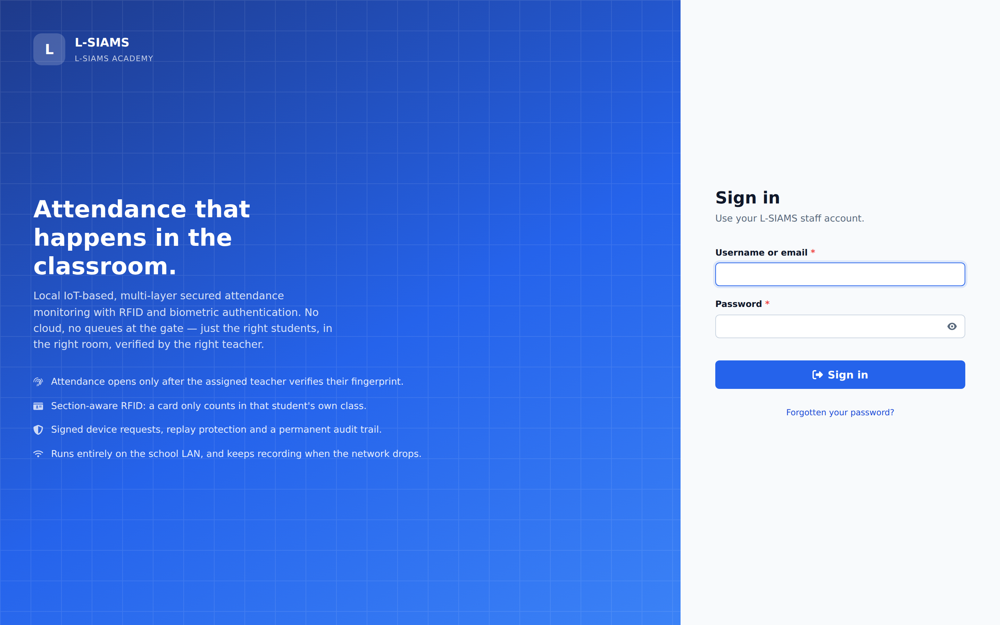 L
L-SIAMS
L-SIAMS ACADEMY
Attendance that
happens in the
classroom.
Local IoT-based, multi-layer secured attendance
monitoring with RFID and biometric authentication. No
cloud, no queues at the gate — just the right students, in
the right room, verified by the right teacher.
Attendance opens only after the assigned teacher verifies their fingerprint.
Section-aware RFID: a card only counts in that student's own class.
Signed device requests, replay protection and a permanent audit trail.
Runs entirely on the school LAN, and keeps recording when the network drops.
Sign in
Use your L-SIAMS staff account.
Username or email *
Password *
Sign in
Forgotten your password?